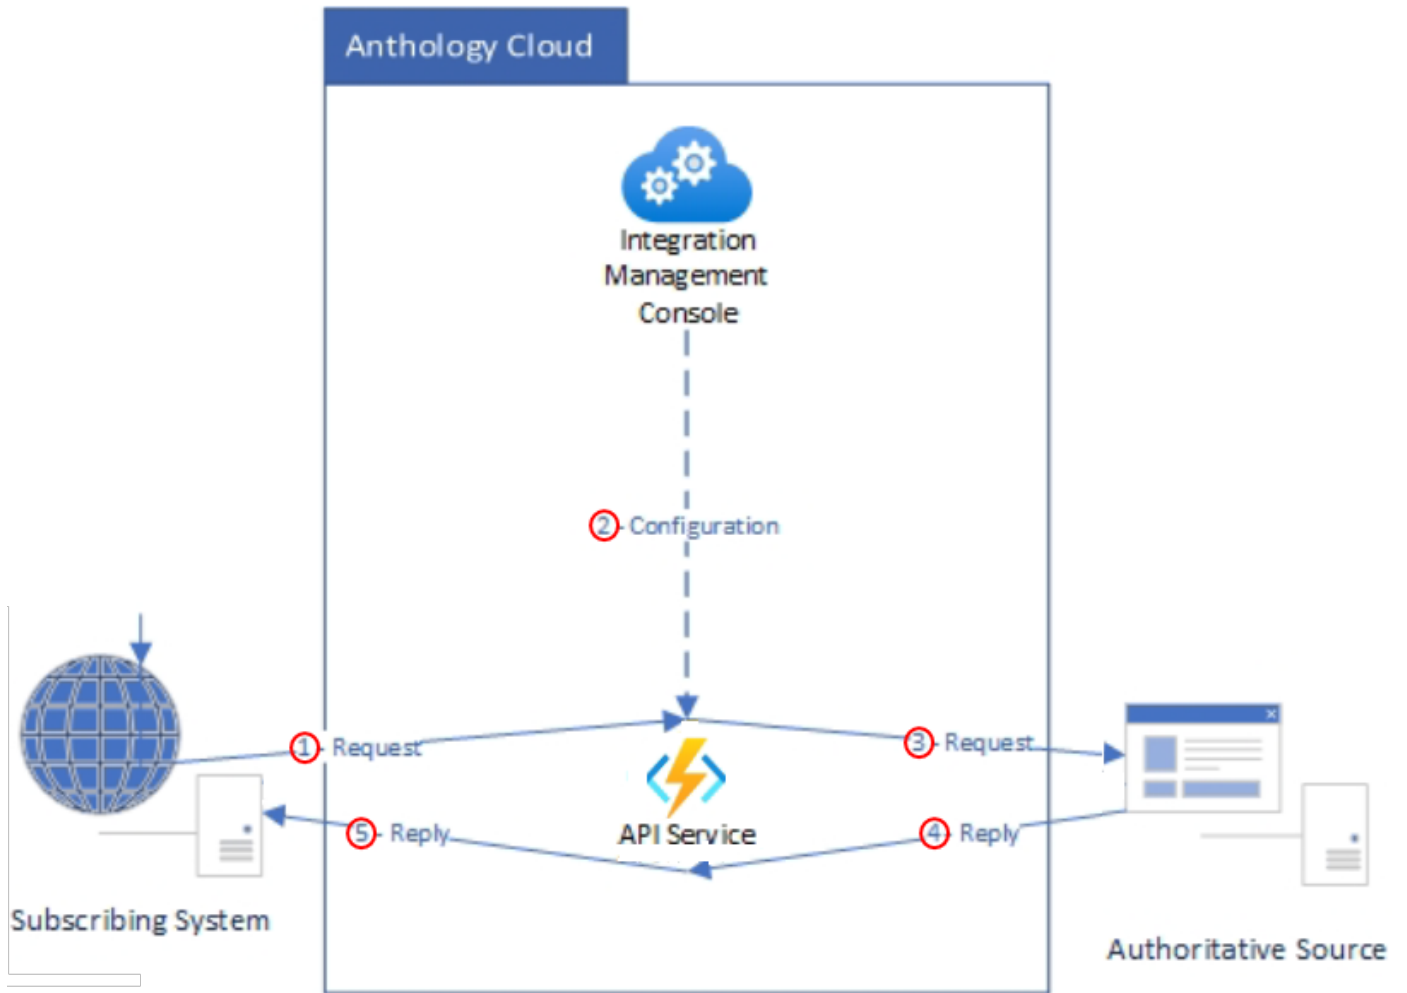 Anthology Cloud
Integration
Management
Console
2 - Configuration
1 - Request
3 - Request
5 - Reply
API Service
4 - Reply
Subscribing System
Authoritative Source